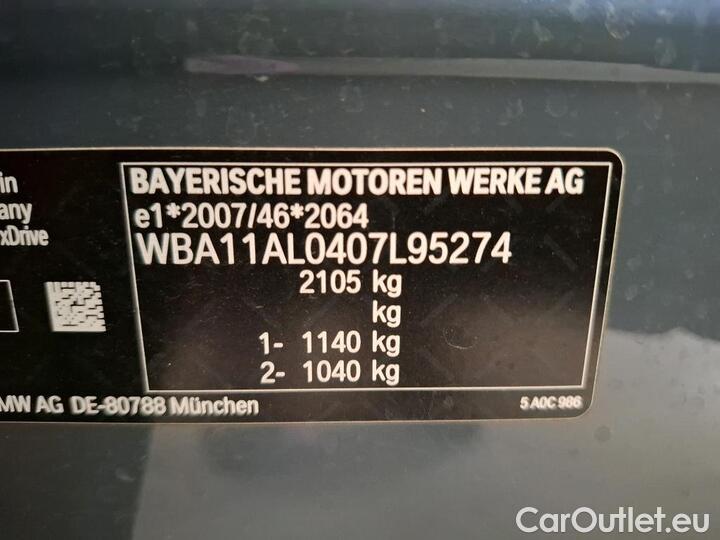 in
any
xDrive
BAYERISCHE MOTOREN WERKE AG
e1*2007/46*2064
WBA11AL0407L95274
2105 kg
kg
1- 1140 kg
2- 1040 kg
MW AG DE-80788 München
5 A0C 986
CarOutlet.eu